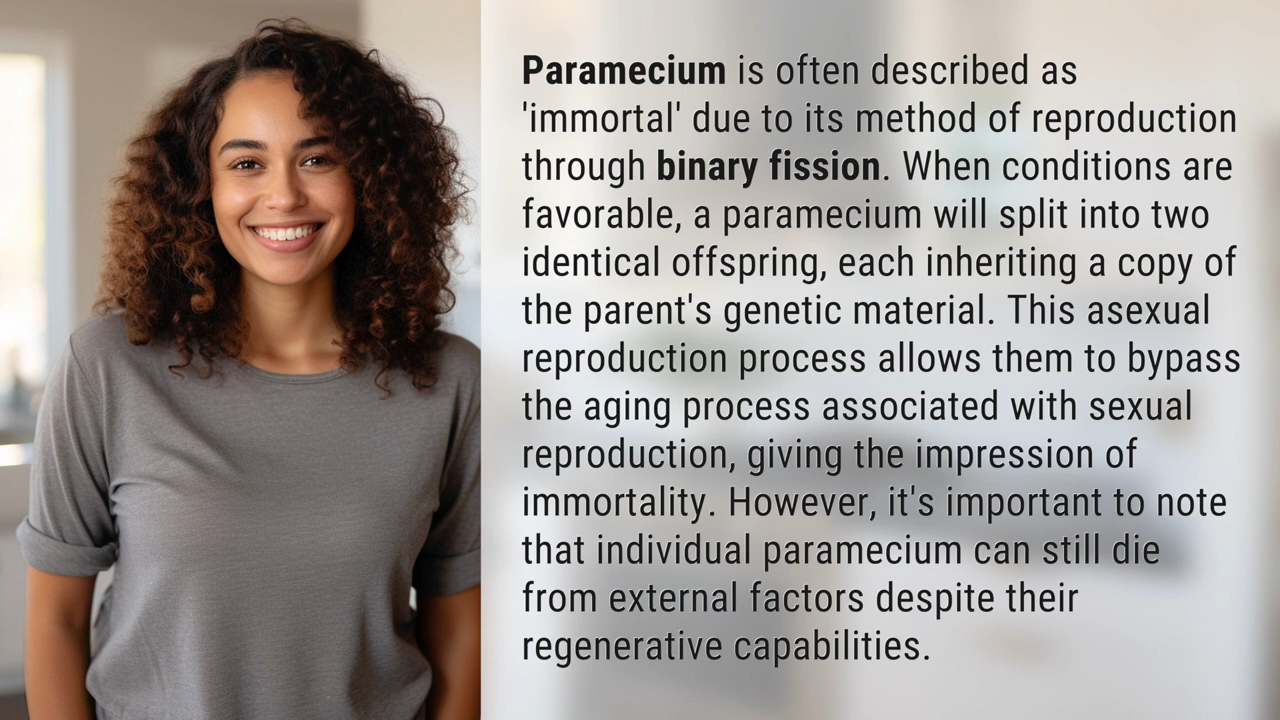 Paramecium is often described as
'immortal' due to its method of reproduction
through binary fission. When conditions are
favorable, a paramecium will split into two
identical offspring, each inheriting a copy of
the parent's genetic material. This asexual
reproduction process allows them to bypass
the aging process associated with sexual
reproduction, giving the impression of
immortality. However, it's important to note
that individual paramecium can still die
from external factors despite their
regenerative capabilities.